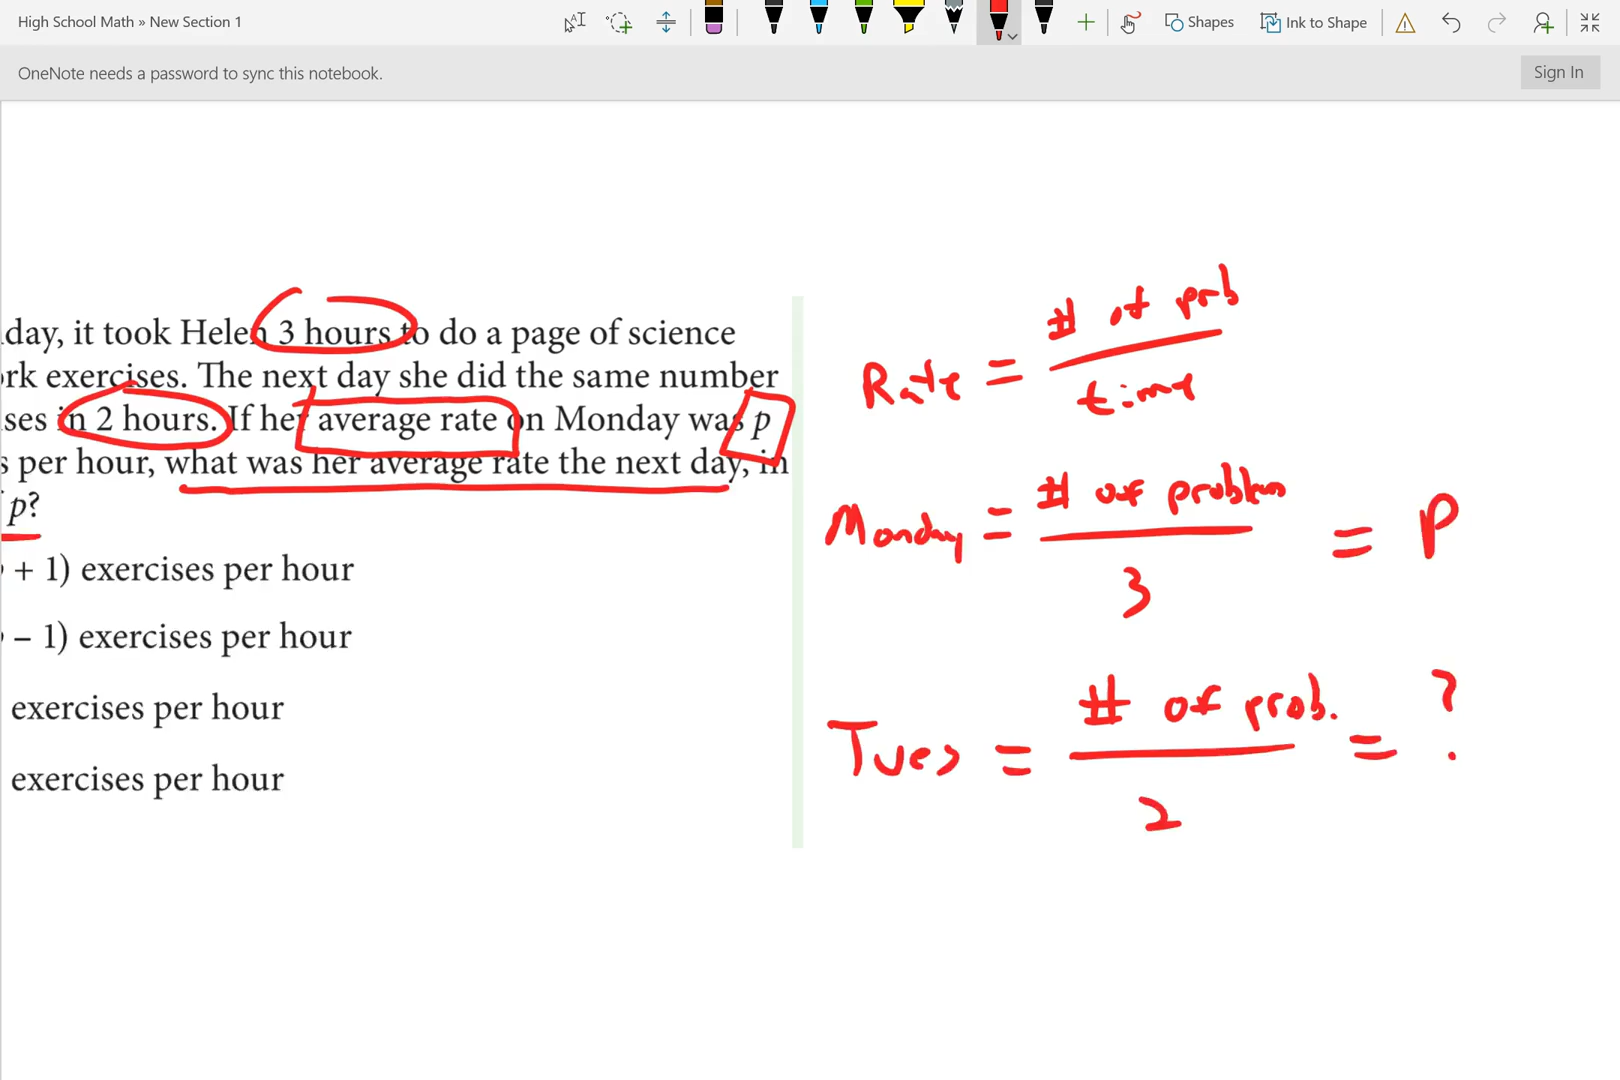 High School Math » New Section 1
Shapes
Ink to Shape
OneNote needs a password to sync this notebook.
Sign In
day, it took Helen 3 hours to do a page of science
rk exercises. The next day she did the same number
ses in 2 hours. If her average rate on Monday was p
s per hour, what was her average rate the next day, in
p?
+ 1) exercises per hour
– 1) exercises per hour
exercises per hour
exercises per hour
Rate = # of prb
time
Monday = # of problem = P
3
Tues = # of prob. = ?
2